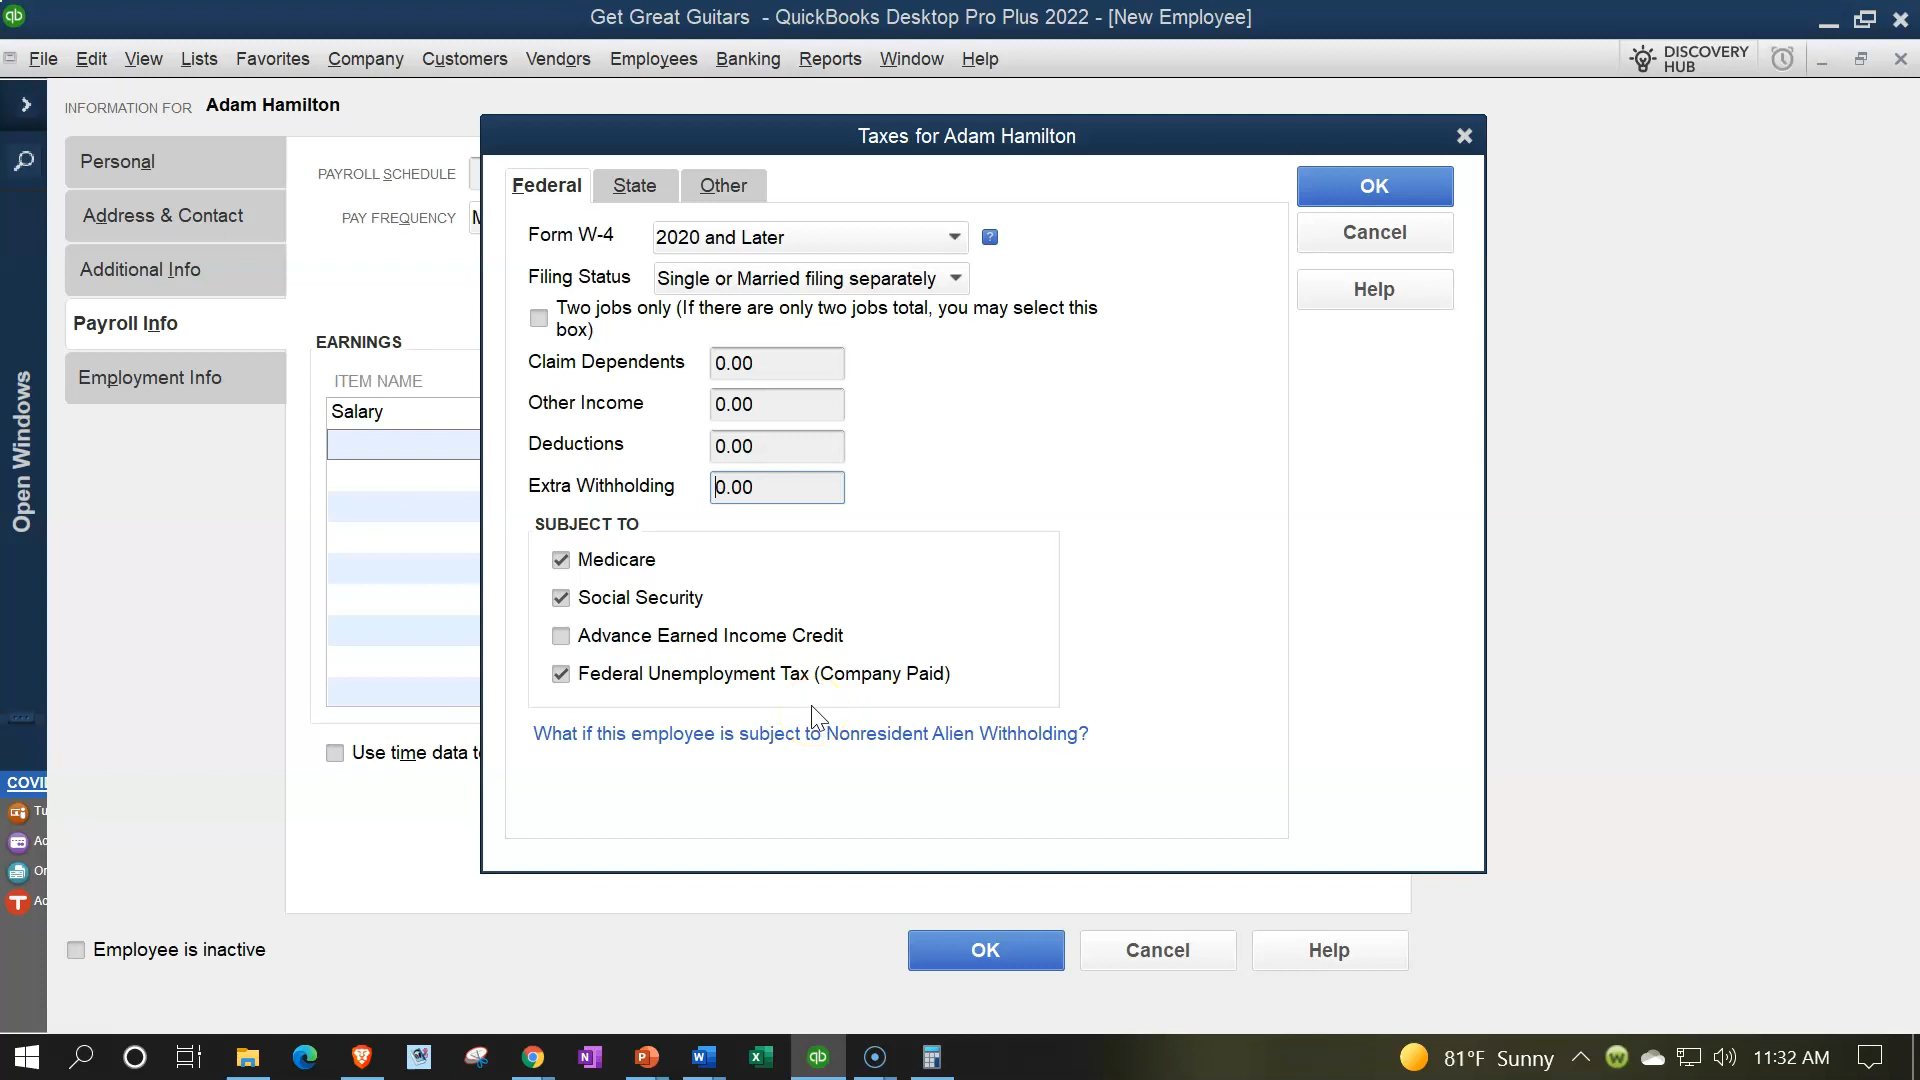 Get Great Guitars - QuickBooks Desktop Pro Plus 2022 - [New Employee]
File Edit View Lists Favorites Company Customers Vendors Employees Banking Reports Window Help
DISCOVERY
HUB
INFORMATION FOR Adam Hamilton
Personal
Address & Contact
Additional Info
Payroll Info
Employment Info
PAYROLL SCHEDULE
PAY FREQUENCY M
EARNINGS
ITEM NAME
Salary
Use time data to
Taxes for Adam Hamilton
Federal State Other
OK
Cancel
Help
Form W-4 2020 and Later ?
Filing Status Single or Married filing separately
Two jobs only (If there are only two jobs total, you may select this
box)
Claim Dependents 0.00
Other Income 0.00
Deductions 0.00
Extra Withholding 0.00
SUBJECT TO
Medicare
Social Security
Advance Earned Income Credit
Federal Unemployment Tax (Company Paid)
What if this employee is subject to Nonresident Alien Withholding?
Open Windows
COVI
Tu
Ac
Or
Ac
Employee is inactive
OK Cancel Help
81°F Sunny 11:32 AM